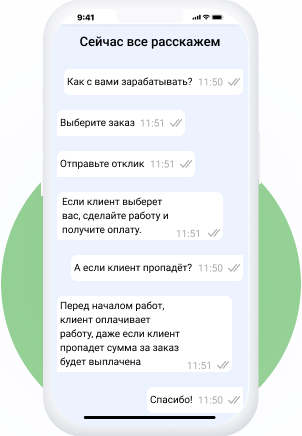 9:41
Сейчас все расскажем
Как с вами зарабатывать? 11:50
Выберите заказ 11:51
Отправьте отклик 11:51
Если клиент выберет
вас, сделайте работу и
получите оплату. 11:51
А если клиент пропадёт? 11:50
Перед началом работ,
клиент оплачивает
работу, даже если клиент
пропадет сумма за заказ
будет выплачена 11:51
Спасибо! 11:50